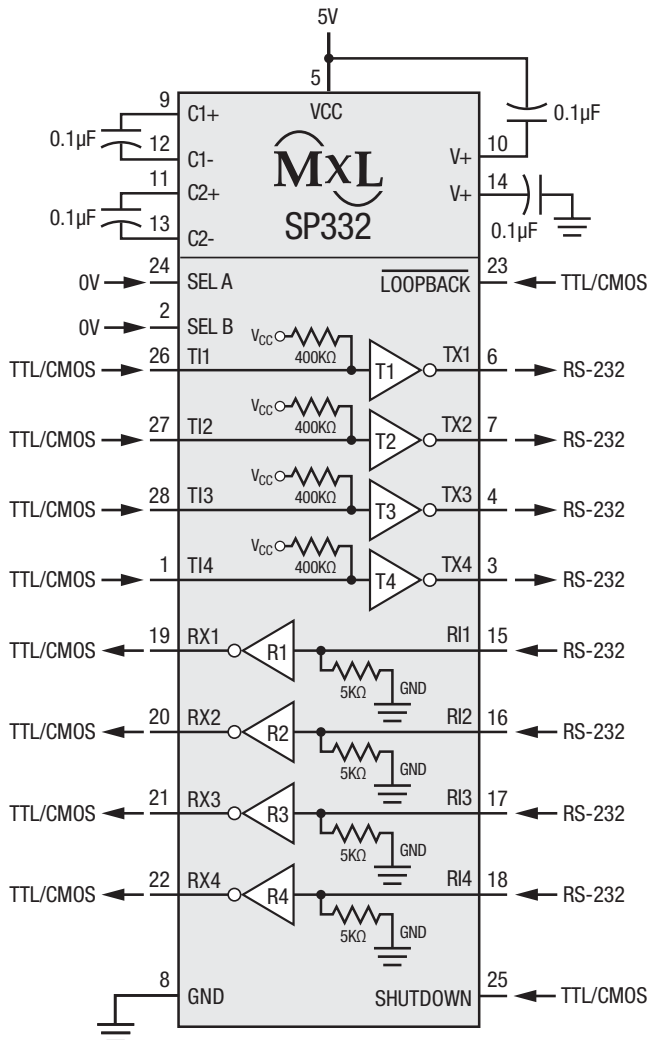 5V
5
9 C1+ VCC
0.1µF 0.1µF
12 C1- MXL V+ 10
11 C2+ V+ 14
0.1µF SP332 0.1µF
13 C2-
0V 24 SEL A LOOPBACK 23 TTL/CMOS
0V 2 SEL B
VCC 400KΩ
TTL/CMOS 26 TI1 T1 TX1 6 RS-232
VCC 400KΩ
TTL/CMOS 27 TI2 T2 TX2 7 RS-232
VCC 400KΩ
TTL/CMOS 28 TI3 T3 TX3 4 RS-232
VCC 400KΩ
TTL/CMOS 1 TI4 T4 TX4 3 RS-232
TTL/CMOS 19 RX1 R1 RI1 15 RS-232
5KΩ GND
TTL/CMOS 20 RX2 R2 RI2 16 RS-232
5KΩ GND
TTL/CMOS 21 RX3 R3 RI3 17 RS-232
5KΩ GND
TTL/CMOS 22 RX4 R4 RI4 18 RS-232
5KΩ GND
8 GND SHUTDOWN 25 TTL/CMOS